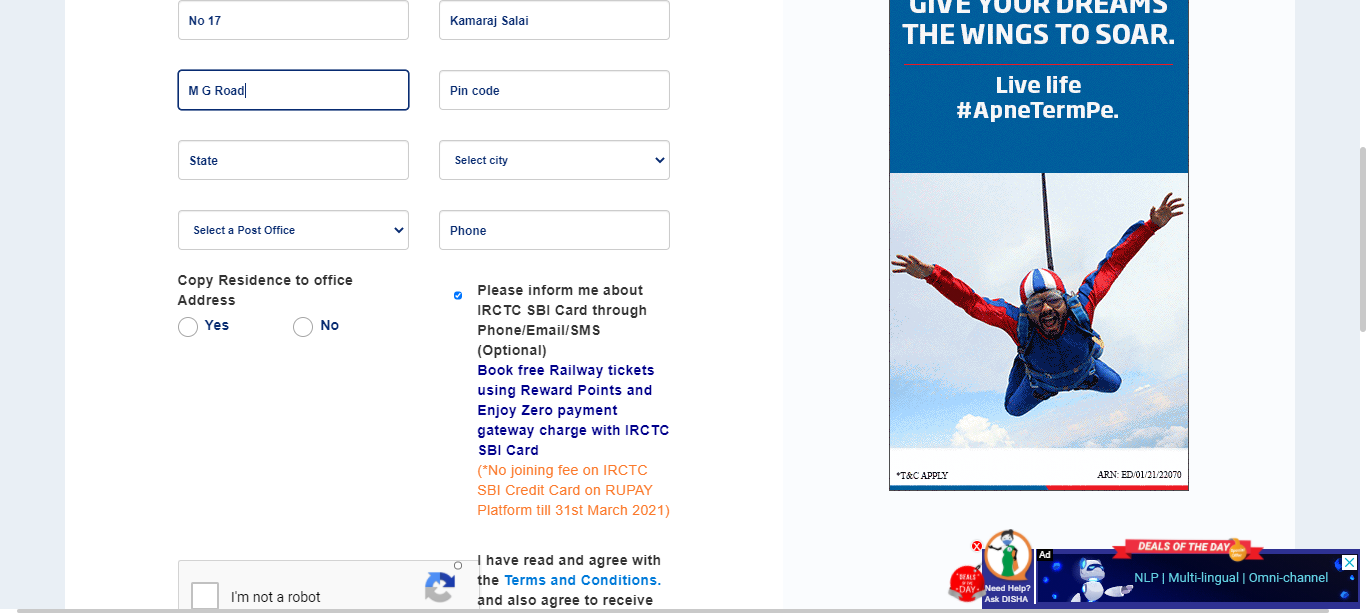 No 17
Kamaraj Salai
M G Road
Pin code
State
Select city
Select a Post Office
Phone
Copy Residence to office
Address
Yes
No
Please inform me about
IRCTC SBI Card through
Phone/Email/SMS
(Optional)
Book free Railway tickets
using Reward Points and
Enjoy Zero payment
gateway charge with IRCTC
SBI Card
(*No joining fee on IRCTC
SBI Credit Card on RUPAY
Platform till 31st March 2021)
I have read and agree with
the Terms and Conditions.
and also agree to receive
I'm not a robot
GIVE YOUR DREAMS
THE WINGS TO SOAR.
Live life
#ApneTermPe.
*T&C APPLY
ARN: ED/01/21/22070
DEALS OF THE DAY
DEALS
OF THE
DAY
Need Help?
Ask DISHA
Ad
NLP | Multi-lingual | Omni-channel